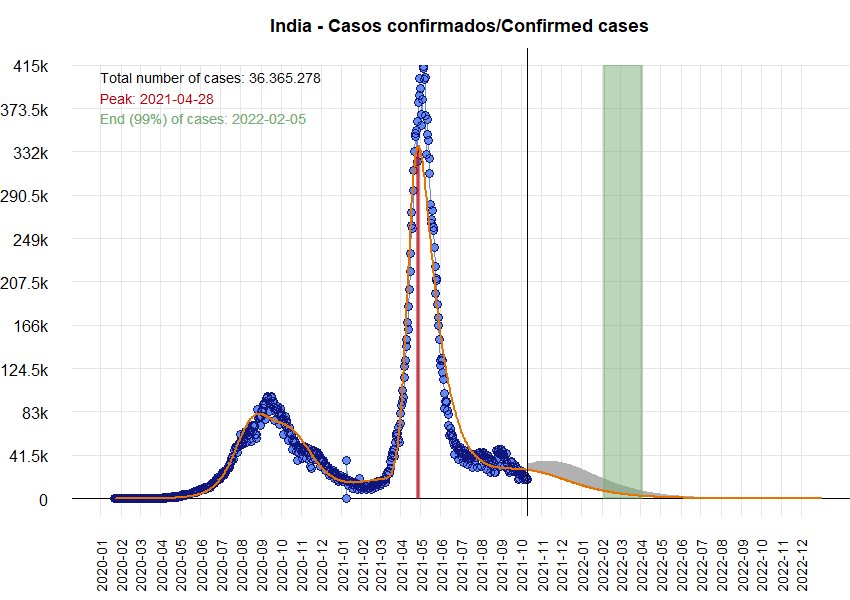 India - Casos confirmados/Confirmed cases
Total number of cases: 36.365.278
Peak: 2021-04-28
End (99%) of cases: 2022-02-05
415k
373.5k
332k
290.5k
249k
207.5k
166k
124.5k
83k
41.5k
0
2020-01
2020-02
2020-03
2020-04
2020-05
2020-06
2020-07
2020-08
2020-09
2020-10
2020-11
2020-12
2021-01
2021-02
2021-03
2021-04
2021-05
2021-06
2021-07
2021-08
2021-09
2021-10
2021-11
2021-12
2022-01
2022-02
2022-03
2022-04
2022-05
2022-06
2022-07
2022-08
2022-09
2022-10
2022-11
2022-12